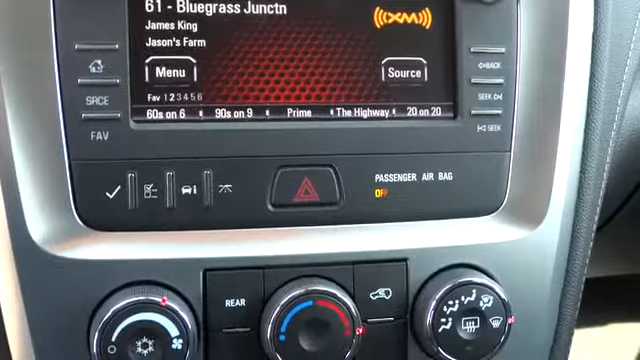 61 - Bluegrass Junctn
James King
Jason's Farm
((XM))
Menu
Source
Fav 1 2 3 4 5 6
60s on 6 90s on 9 Prime The Highway 20 on 20
SRCE
FAV
BACK
SEEK
SEEK
PASSENGER AIR BAG
OFF
REAR